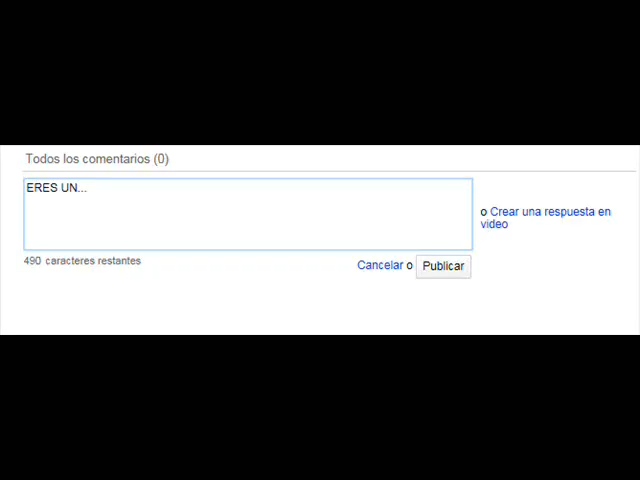 Todos los comentarios (0)
ERES UN...
o Crear una respuesta en
video
490 caracteres restantes
Cancelar o Publicar